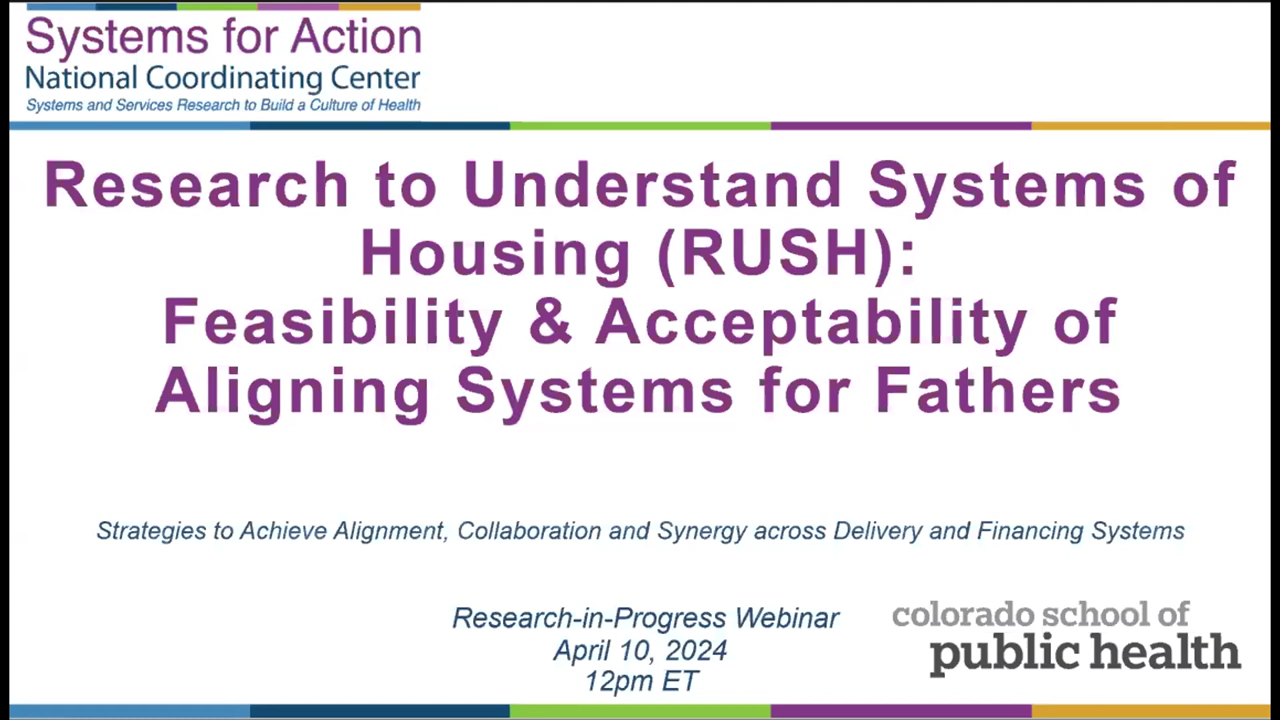 Systems for Action
National Coordinating Center
Systems and Services Research to Build a Culture of Health
Research to Understand Systems of
Housing (RUSH):
Feasibility & Acceptability of
Aligning Systems for Fathers
Strategies to Achieve Alignment, Collaboration and Synergy across Delivery and Financing Systems
Research-in-Progress Webinar
April 10, 2024
12pm ET
colorado school of
public health